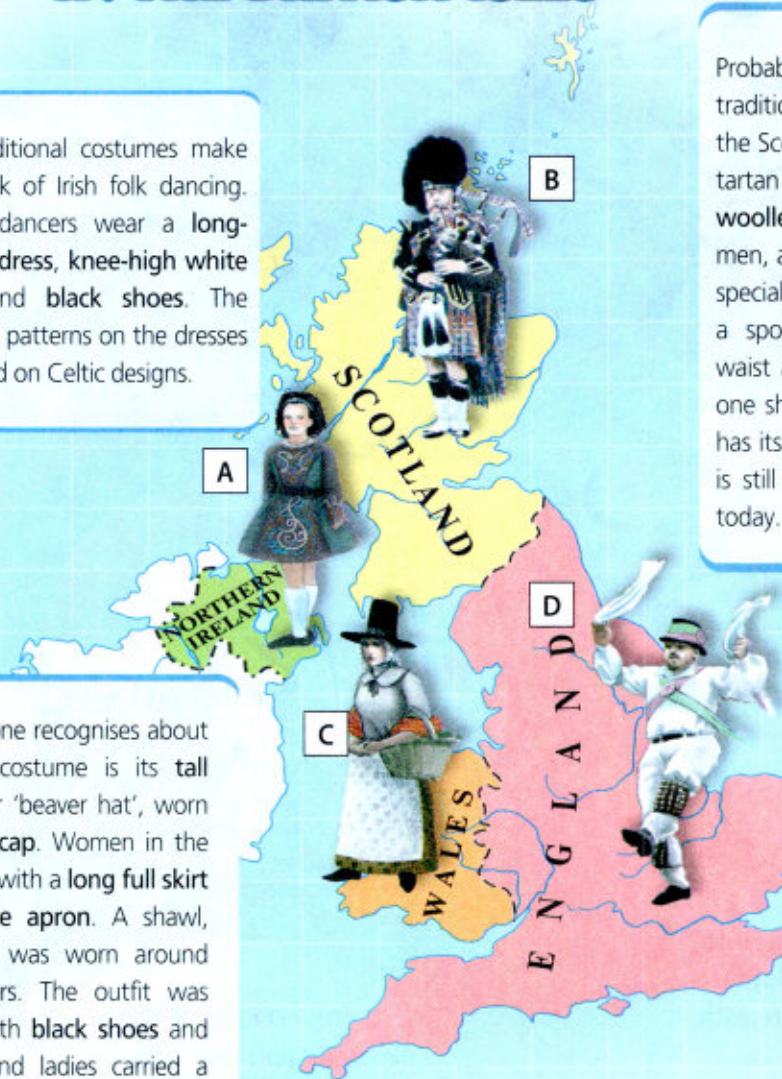 ditional costumes make
k of Irish folk dancing.
dancers wear a long-
dress, knee-high white
nd black shoes. The
patterns on the dresses
d on Celtic designs.
Probab
traditio
the Sco
tartan
woolle
men, a
special
a spo
waist a
one sh
has its
is still
today.
B
SCOTLAND
A
NORTHERN
IRELAND
D
ENGLAND
C
WALES
ne recognises about
costume is its tall
r 'beaver hat', worn
cap. Women in the
with a long full skirt
e apron. A shawl,
was worn around
rs. The outfit was
th black shoes and
nd ladies carried a